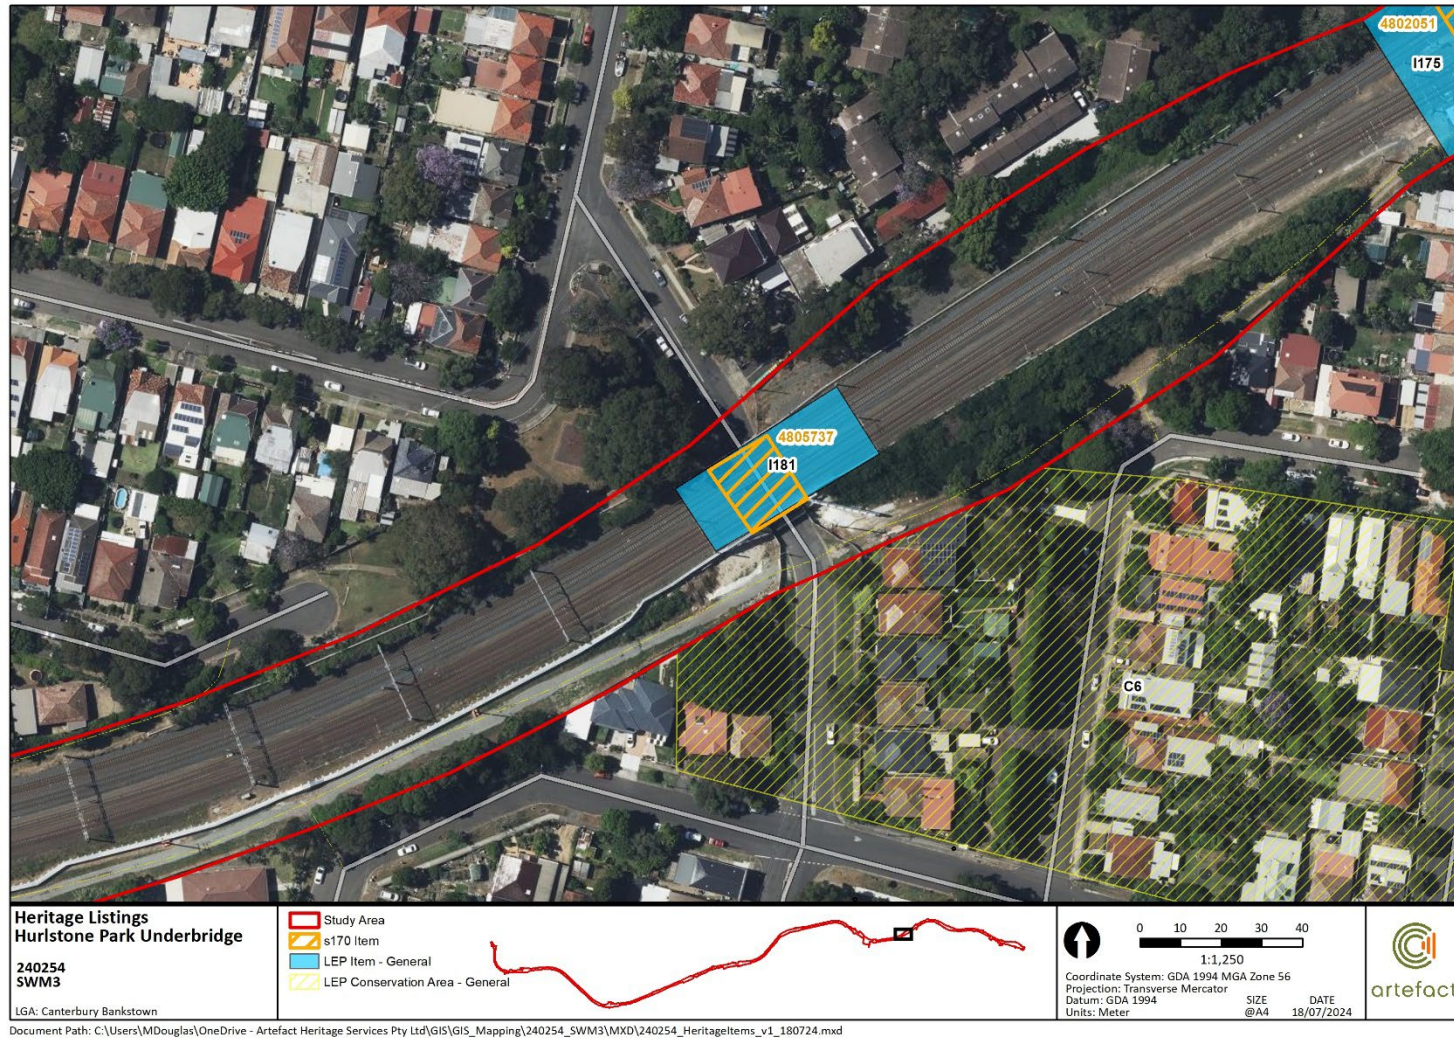 4802051
I175
4805737
I181
C6
Heritage Listings
Hurlstone Park Underbridge
240254
SWM3
LGA: Canterbury Bankstown
Study Area
s170 Item
LEP Item - General
LEP Conservation Area - General
0 10 20 30 40
1:1,250
Coordinate System: GDA 1994 MGA Zone 56
Projection: Transverse Mercator
Datum: GDA 1994
Units: Meter
SIZE DATE
@A4 18/07/2024
artefact
Document Path: C:\Users\MDouglas\OneDrive - Artefact Heritage Services Pty Ltd\GIS\GIS_Mapping\240254_SWM3\MXD\240254_HeritageItems_v1_180724.mxd